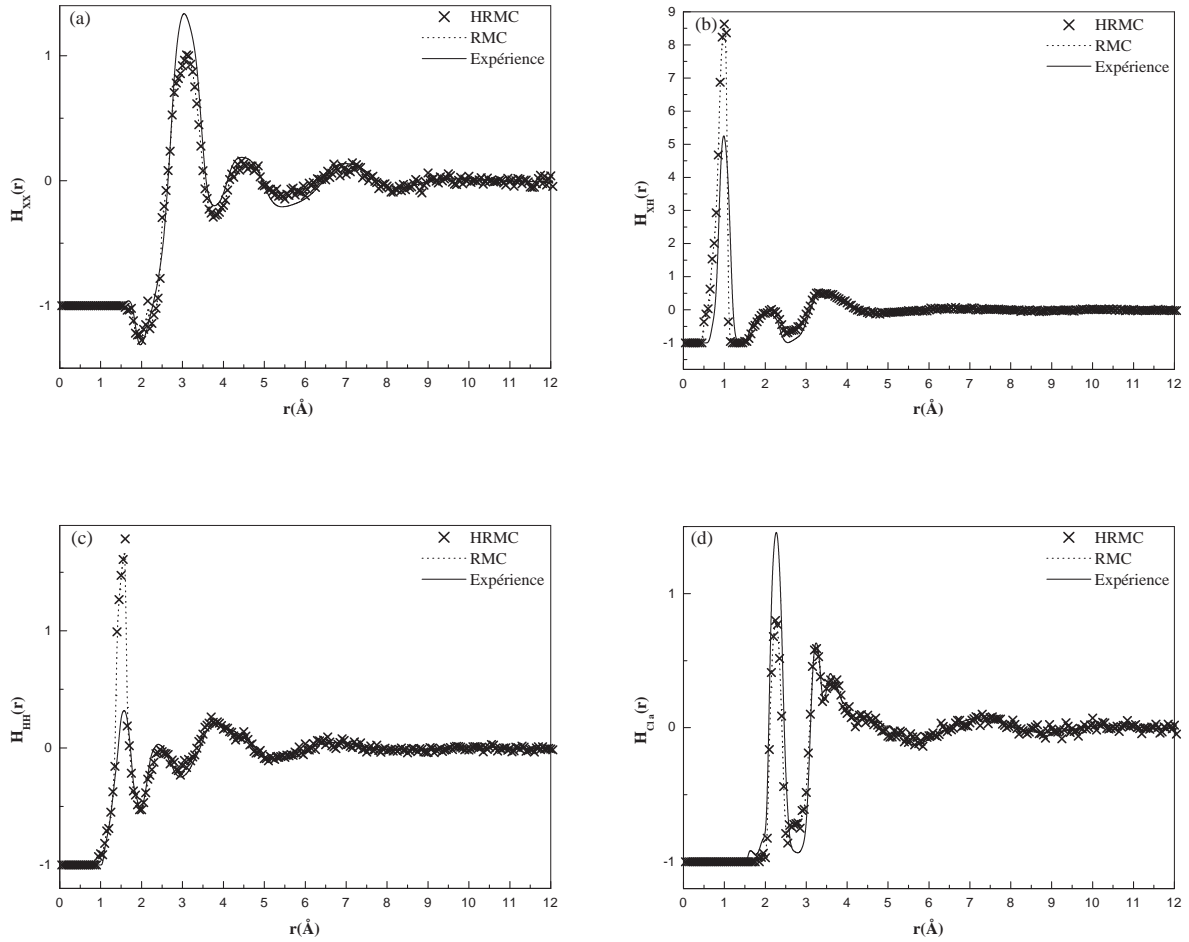 (a)
HRMC
RMC
Expérience
1
0
-1
0 1 2 3 4 5 6 7 8 9 10 11 12
H_XX(r)
r(Å)
(b)
HRMC
RMC
Expérience
9
8
7
6
5
4
3
2
1
0
-1
0 1 2 3 4 5 6 7 8 9 10 11 12
H_XH(r)
r(Å)
(c)
HRMC
RMC
Expérience
1
0
-1
0 1 2 3 4 5 6 7 8 9 10 11 12
H_HH(r)
r(Å)
(d)
HRMC
RMC
Expérience
1
0
-1
0 1 2 3 4 5 6 7 8 9 10 11 12
H_Cl a(r)
r(Å)